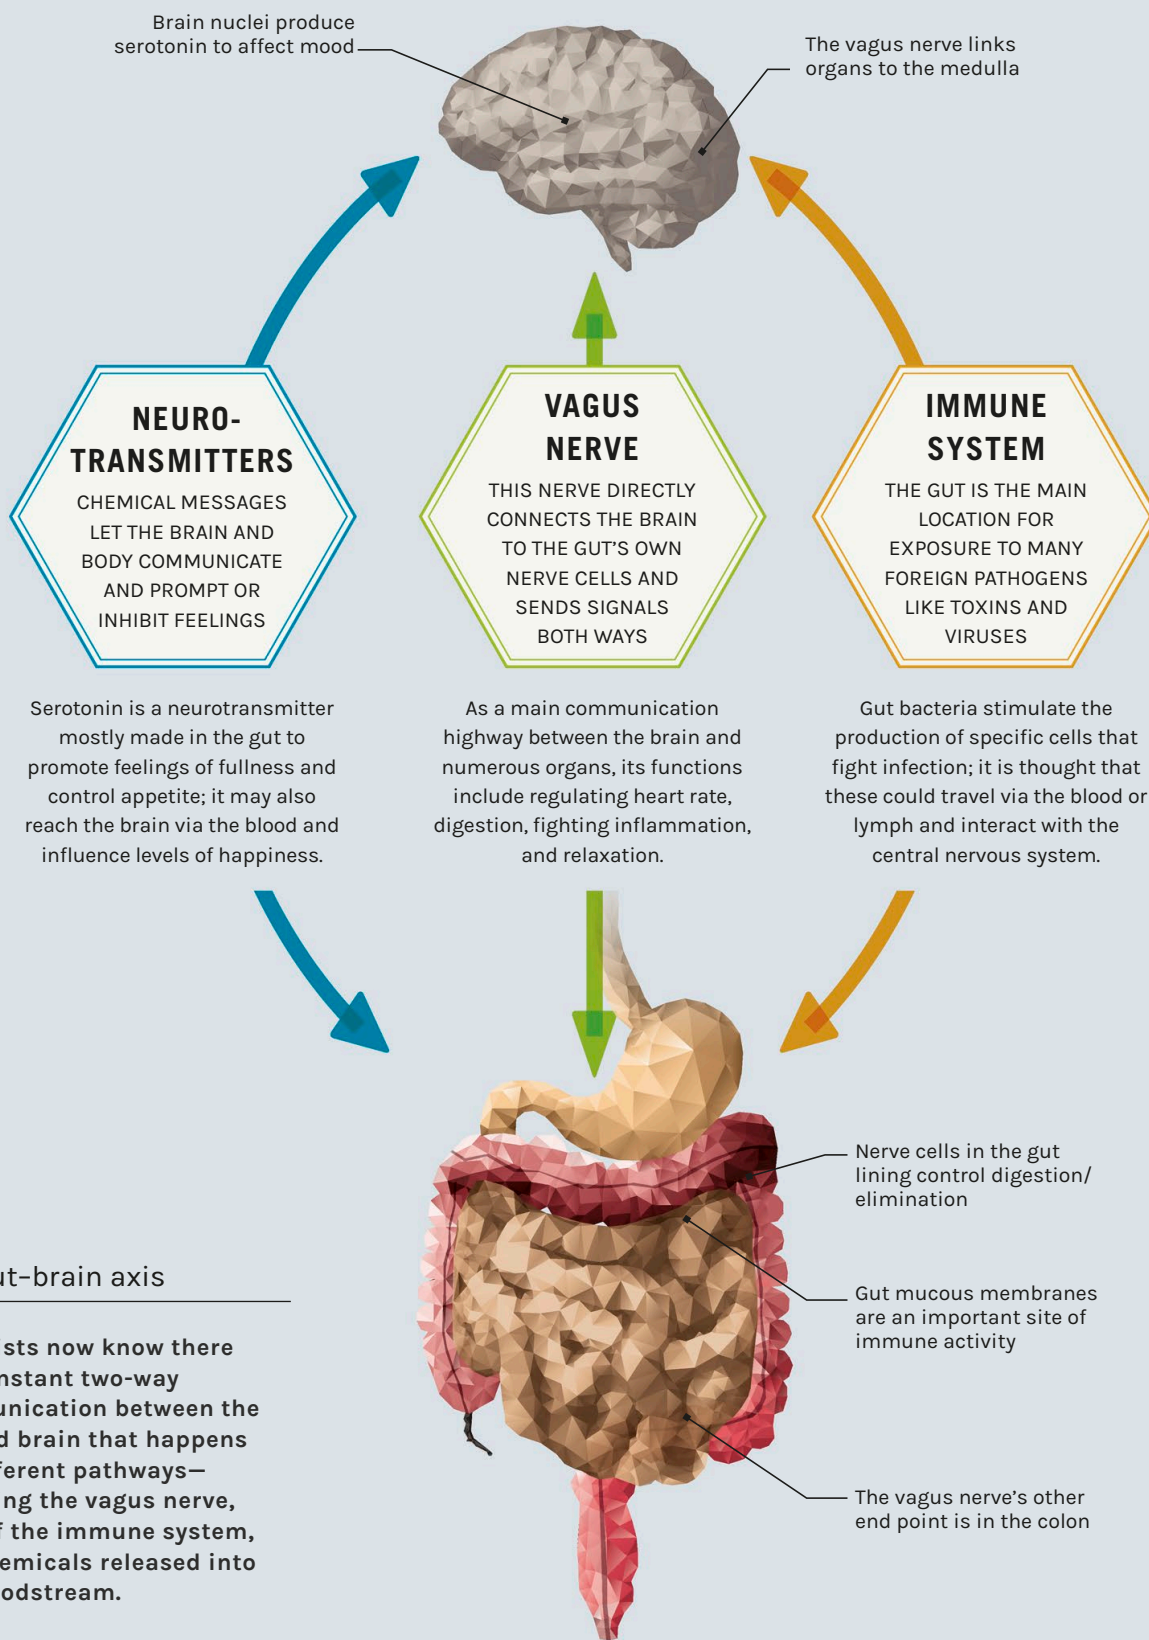 Brain nuclei produce
serotonin to affect mood
The vagus nerve links
organs to the medulla
NEURO-
TRANSMITTERS
CHEMICAL MESSAGES
LET THE BRAIN AND
BODY COMMUNICATE
AND PROMPT OR
INHIBIT FEELINGS
Serotonin is a neurotransmitter
mostly made in the gut to
promote feelings of fullness and
control appetite; it may also
reach the brain via the blood and
influence levels of happiness.
VAGUS
NERVE
THIS NERVE DIRECTLY
CONNECTS THE BRAIN
TO THE GUT’S OWN
NERVE CELLS AND
SENDS SIGNALS
BOTH WAYS
As a main communication
highway between the brain and
numerous organs, its functions
include regulating heart rate,
digestion, fighting inflammation,
and relaxation.
IMMUNE
SYSTEM
THE GUT IS THE MAIN
LOCATION FOR
EXPOSURE TO MANY
FOREIGN PATHOGENS
LIKE TOXINS AND
VIRUSES
Gut bacteria stimulate the
production of specific cells that
fight infection; it is thought that
these could travel via the blood or
lymph and interact with the
central nervous system.
Nerve cells in the gut
lining control digestion/
elimination
Gut mucous membranes
are an important site of
immune activity
The vagus nerve’s other
end point is in the colon
ut–brain axis
ists now know there
nstant two-way
unication between the
d brain that happens
ferent pathways—
ng the vagus nerve,
f the immune system,
emicals released into
odstream.